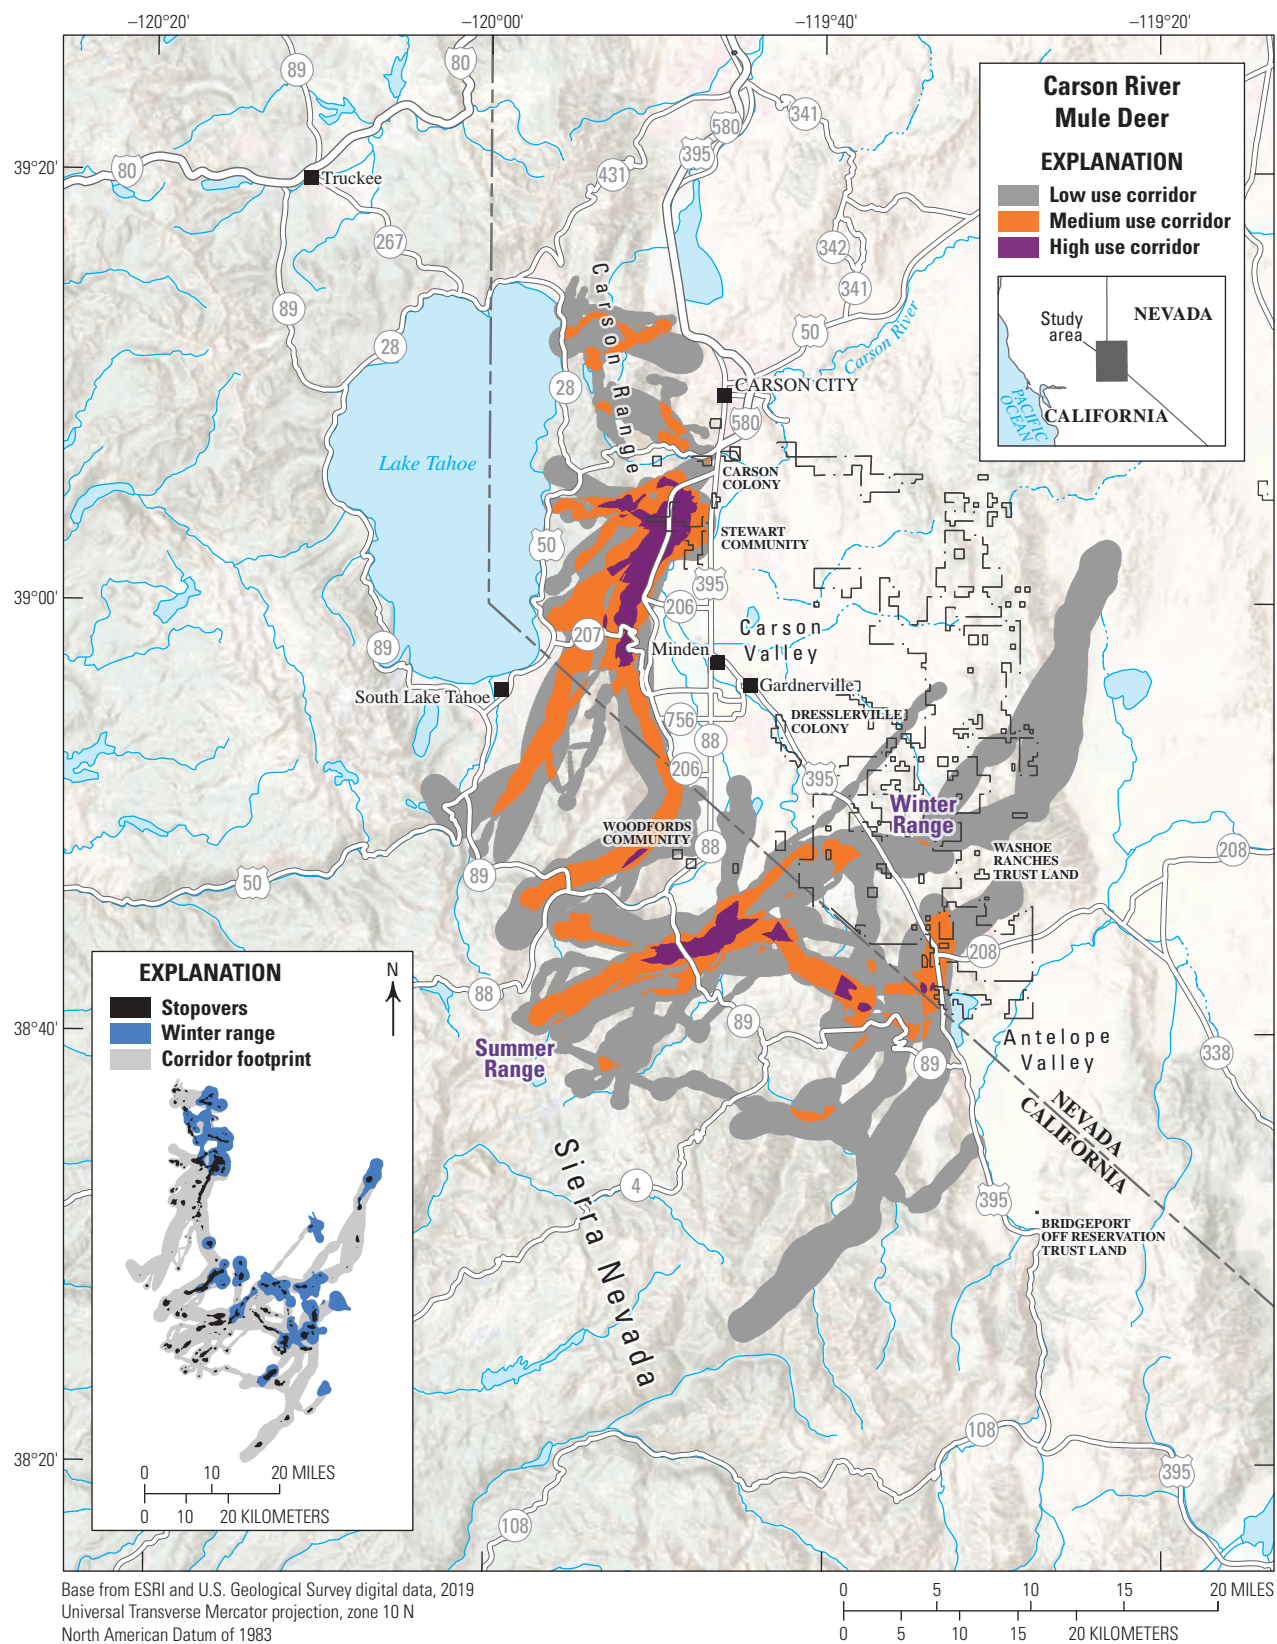 –120°20'
–120°00'
–119°40'
–119°20'
39°20'
39°00'
38°40'
38°20'
Carson River
Mule Deer
EXPLANATION
Low use corridor
Medium use corridor
High use corridor
Study
area
NEVADA
CALIFORNIA
PACIFIC
OCEAN
89
80
80
Truckee
267
89
28
431
395
580
341
342
341
50
Carson River
Carson Range
28
CARSON CITY
580
Lake Tahoe
CARSON
COLONY
50
STEWART
COMMUNITY
395
206
Carson
Valley
207
89
Minden
South Lake Tahoe
Gardnerville
756
DRESSLERVILLE
COLONY
88
206
395
Winter
Range
WOODFORDS
COMMUNITY
88
WASHOE
RANCHES
TRUST LAND
208
50
89
208
88
89
Summer
Range
89
Antelope
Valley
338
NEVADA
CALIFORNIA
4
395
Sierra Nevada
BRIDGEPORT
OFF RESERVATION
TRUST LAND
108
395
108
EXPLANATION
N
Stopovers
Winter range
Corridor footprint
0 10 20 MILES
0 10 20 KILOMETERS
Base from ESRI and U.S. Geological Survey digital data, 2019
Universal Transverse Mercator projection, zone 10 N
North American Datum of 1983
0 5 10 15 20 MILES
0 5 10 15 20 KILOMETERS